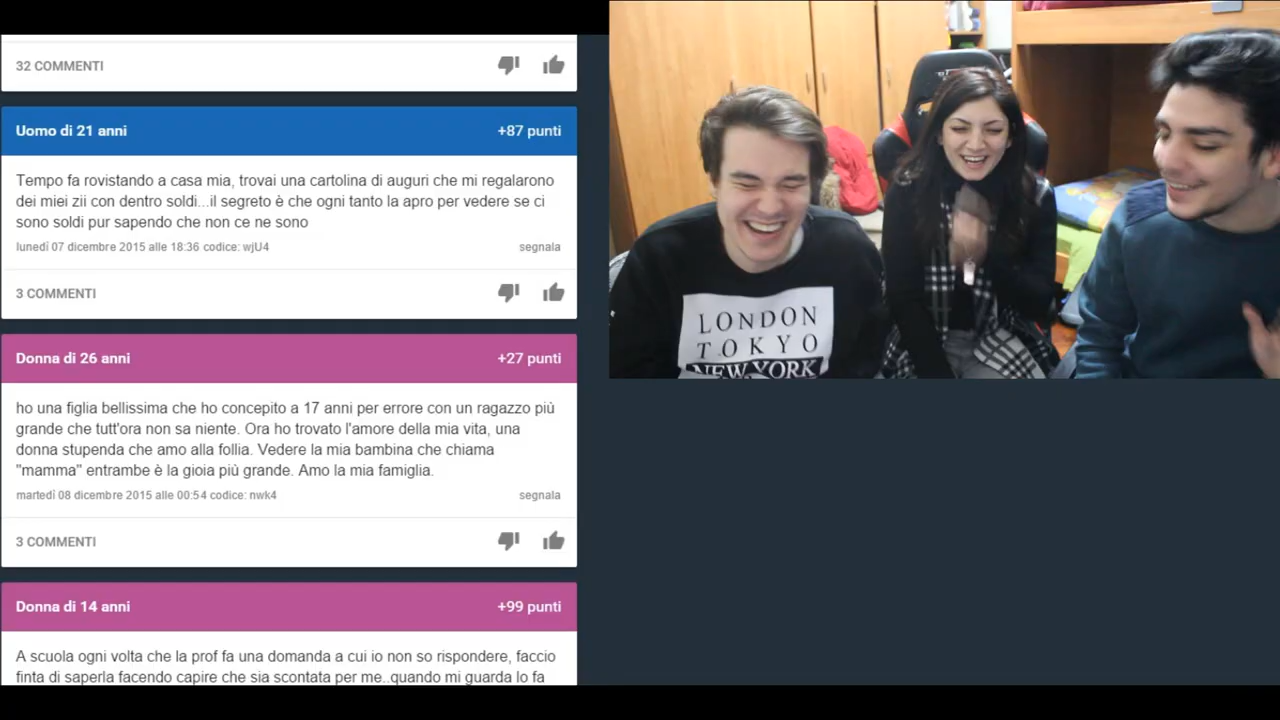 32 COMMENTI
Uomo di 21 anni
+87 punti
Tempo fa rovistando a casa mia, trovai una cartolina di auguri che mi regalarono
dei miei zii con dentro soldi...il segreto è che ogni tanto la apro per vedere se ci
sono soldi pur sapendo che non ce ne sono
lunedì 07 dicembre 2015 alle 18:36 codice: wjU4
segnala
3 COMMENTI
Donna di 26 anni
+27 punti
ho una figlia bellissima che ho concepito a 17 anni per errore con un ragazzo più
grande che tutt'ora non sa niente. Ora ho trovato l'amore della mia vita, una
donna stupenda che amo alla follia. Vedere la mia bambina che chiama
"mamma" entrambe è la gioia più grande. Amo la mia famiglia.
martedì 08 dicembre 2015 alle 00:54 codice: nwk4
segnala
3 COMMENTI
Donna di 14 anni
+99 punti
A scuola ogni volta che la prof fa una domanda a cui io non so rispondere, faccio
finta di saperla facendo capire che sia scontata per me..quando mi guarda lo fa
LONDON
TOKYO
NEW YORK